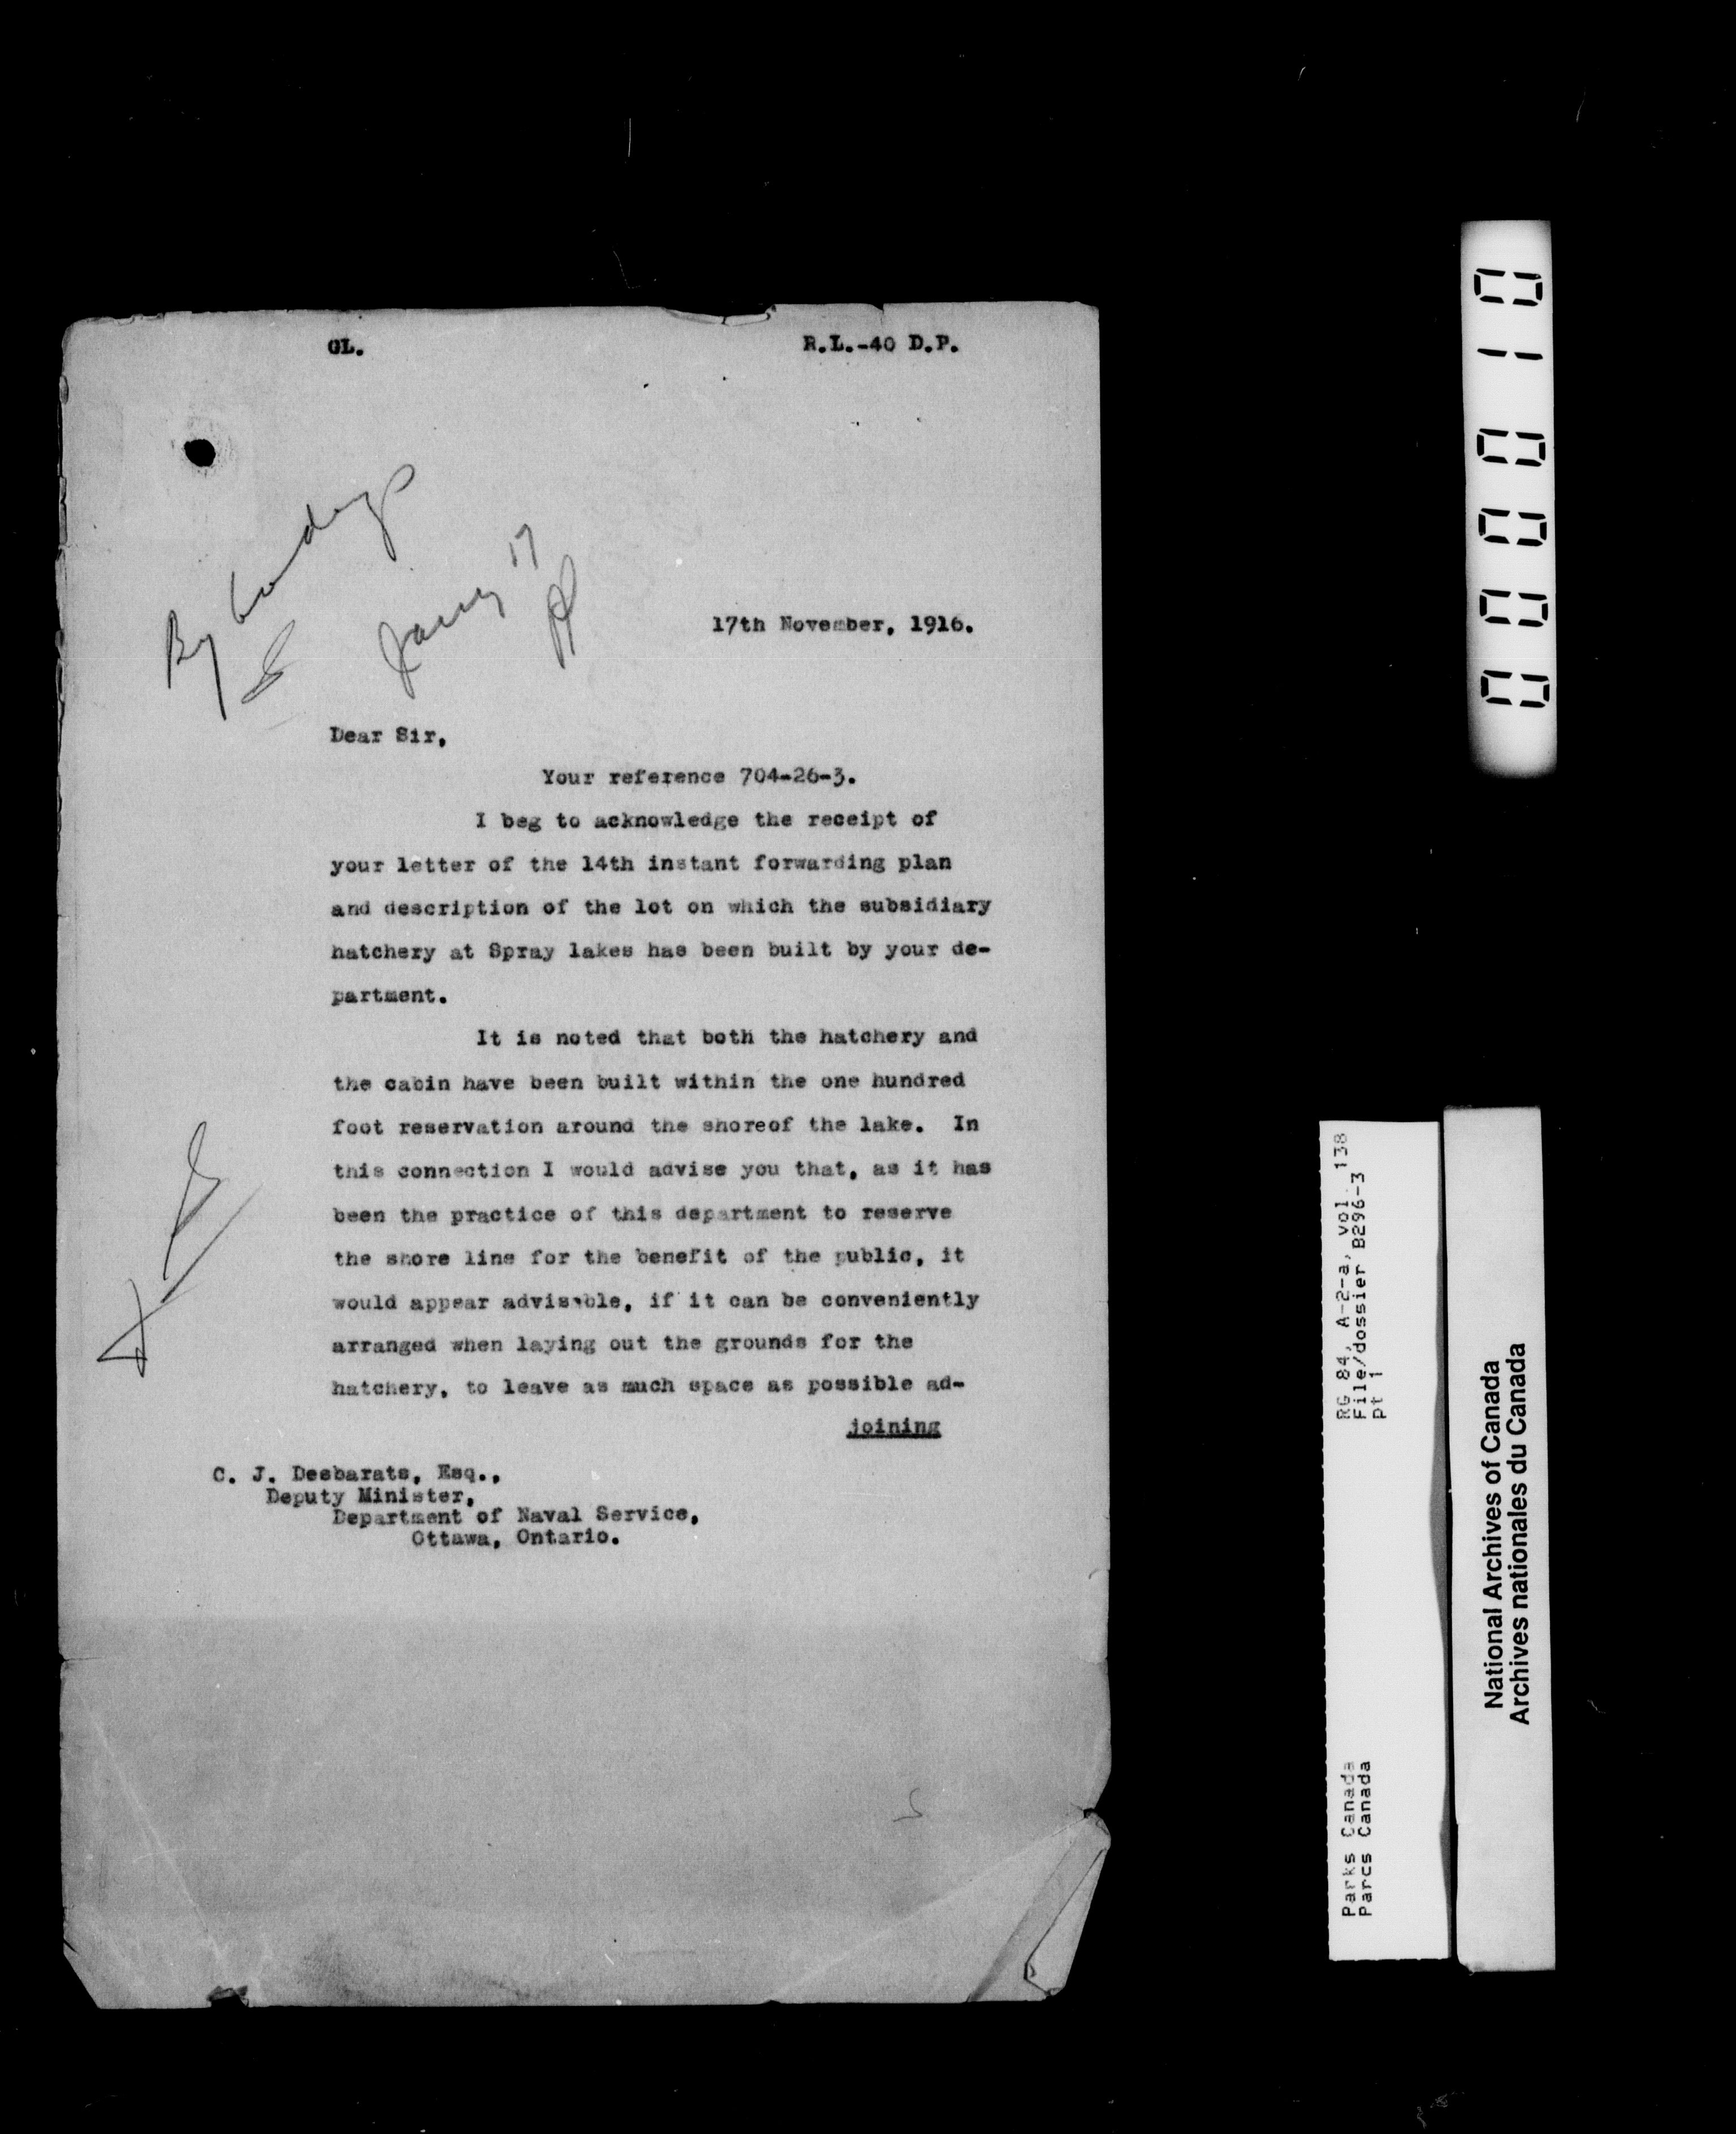 GL.
R.L.-40 D.P.
By
17
17th November, 1916.
Dear Sir,
Your reference 704-26-3.
I beg to acknowledge the receipt of
your letter of the 14th instant forwarding plan
and description of the lot on which the subsidiary
hatchery at Spray lakes has been built by your de-
partment.
It is noted that both the hatchery and
the cabin have been built within the one hundred
foot reservation around the shoreof the lake. In
this connection I would advise you that, as it has
been the practice of this department to reserve
the shore line for the benefit of the public, it
would appear advisable, if it can be conveniently
arranged when laying out the grounds for the
hatchery, to leave as much space as possible ad-
joining
C. J. Desbarats, Esq.,
Deputy Minister,
Department of Naval Service,
Ottawa, Ontario.
000010
RG 84, A-2-a, vol. 138
File/dossier B296-3
pt 1
Parks Canada
Parcs Canada
National Archives of Canada
Archives nationales du Canada